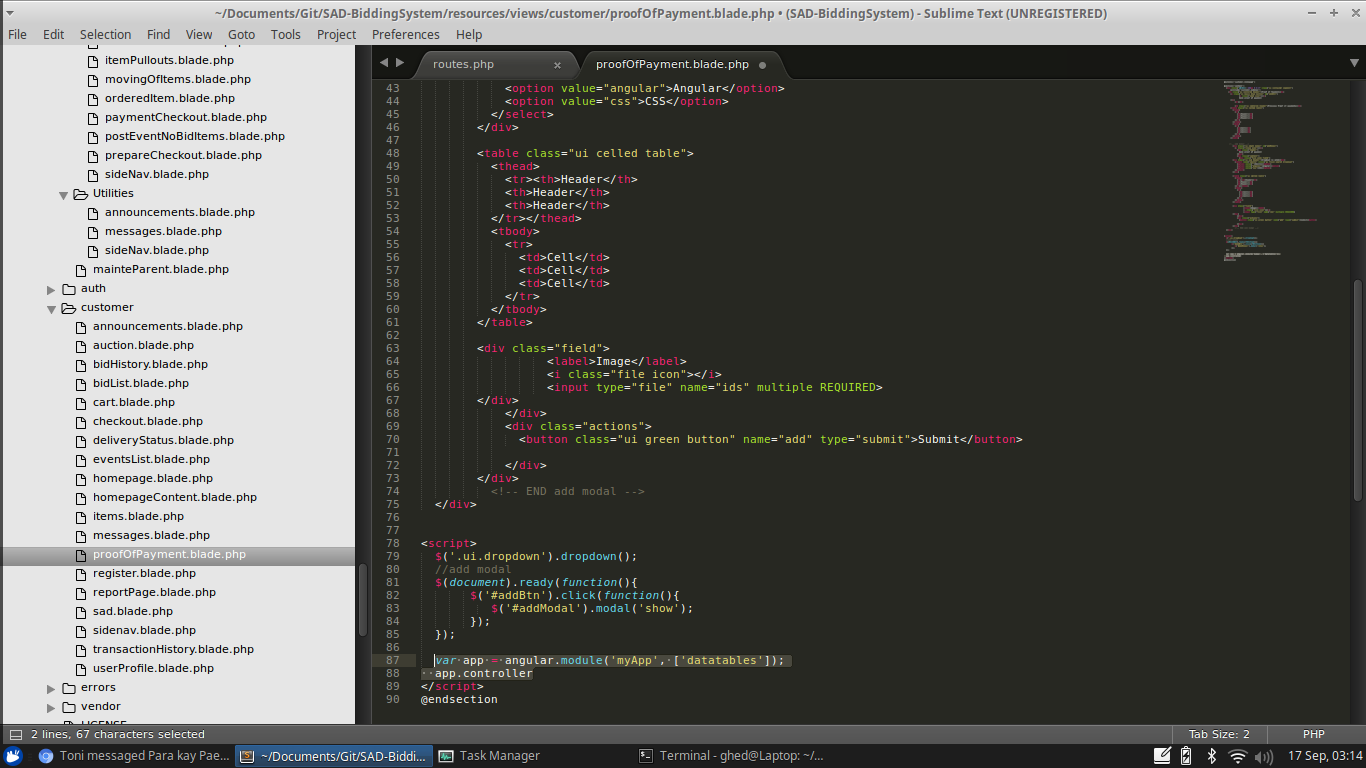 ~/Documents/Git/SAD-BiddingSystem/resources/views/customer/proofOfPayment.blade.php • (SAD-BiddingSystem) - Sublime Text (UNREGISTERED)
File Edit Selection Find View Goto Tools Project Preferences Help
itemPullouts.blade.php
movingOfItems.blade.php
orderedItem.blade.php
paymentCheckout.blade.php
postEventNoBidItems.blade.php
prepareCheckout.blade.php
sideNav.blade.php
Utilities
announcements.blade.php
messages.blade.php
sideNav.blade.php
mainteParent.blade.php
auth
customer
announcements.blade.php
auction.blade.php
bidHistory.blade.php
bidList.blade.php
cart.blade.php
checkout.blade.php
deliveryStatus.blade.php
eventsList.blade.php
homepage.blade.php
homepageContent.blade.php
items.blade.php
messages.blade.php
proofOfPayment.blade.php
register.blade.php
reportPage.blade.php
sad.blade.php
sidenav.blade.php
transactionHistory.blade.php
userProfile.blade.php
errors
vendor
LICENSE
routes.php × proofOfPayment.blade.php
43 <option value="angular">Angular</option>
44 <option value="css">CSS</option>
45 </select>
46 </div>
47
48 <table class="ui celled table">
49 <thead>
50 <tr><th>Header</th>
51 <th>Header</th>
52 <th>Header</th>
53 </tr></thead>
54 <tbody>
55 <tr>
56 <td>Cell</td>
57 <td>Cell</td>
58 <td>Cell</td>
59 </tr>
60 </tbody>
61 </table>
62
63 <div class="field">
64 <label>Image</label>
65 <i class="file icon"></i>
66 <input type="file" name="ids" multiple REQUIRED>
67 </div>
68 </div>
69 <div class="actions">
70 <button class="ui green button" name="add" type="submit">Submit</button>
71
72 </div>
73 </div>
74 <!-- END add modal -->
75 </div>
76
77
78 <script>
79 $('.ui.dropdown').dropdown();
80 //add modal
81 $(document).ready(function(){
82 $('#addBtn').click(function(){
83 $('#addModal').modal('show');
84 });
85 });
86
87 var app = angular.module('myApp', ['datatables']);
88 app.controller
89 </script>
90 @endsection
2 lines, 67 characters selected Tab Size: 2 PHP
Toni messaged Para kay Pae... ~/Documents/Git/SAD-Biddi... Task Manager Terminal - ghed@Laptop: ~/... 17 Sep, 03:14